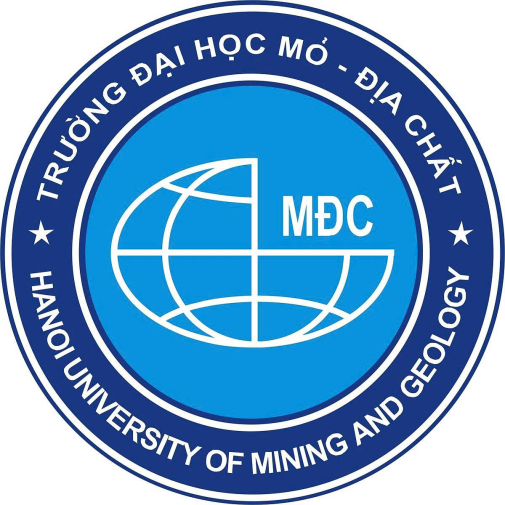 TRƯỜNG ĐẠI HỌC MỎ - ĐỊA CHẤT
MĐC
HANOI UNIVERSITY OF MINING AND GEOLOGY